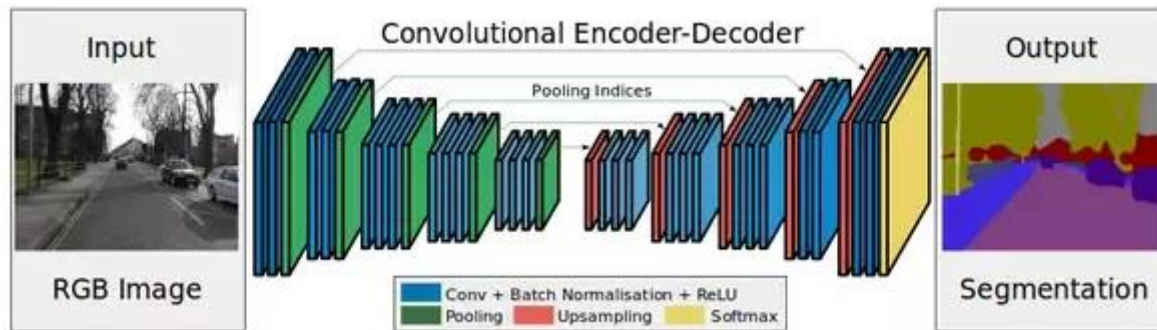 Input
RGB Image
Convolutional Encoder-Decoder
Pooling Indices
Conv + Batch Normalisation + ReLU
Pooling Upsampling Softmax
Output
Segmentation